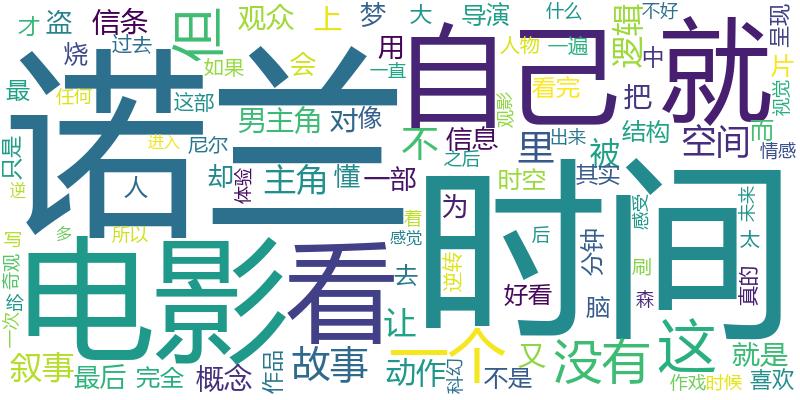 才
盗
信条
但
观众
上
梦
大
导演
什么
不好
逻辑
呈现
烧
过去
如果
会
用
人物
一遍
中
片
最
任何
这部
一直
自己
就
看完
把
视觉
诺兰
男主角
对
像
观影
只是
进入
尼尔
不
信息
里
出来
被
结构
空间
而
情感
逆
人
却
体验
主角
懂
一部
之后
时空
其实
时间
写
多
所以
感觉
着
为
后
感受
未来
太
奇观
给
电影
看
去
逆转
好看
分钟
脑
刷
森
真的
一次
让
一个
这
叙事
最后
完全
概念
作品
故事
动作
科幻
不是
又
没有
就是
作戏
时候
喜欢